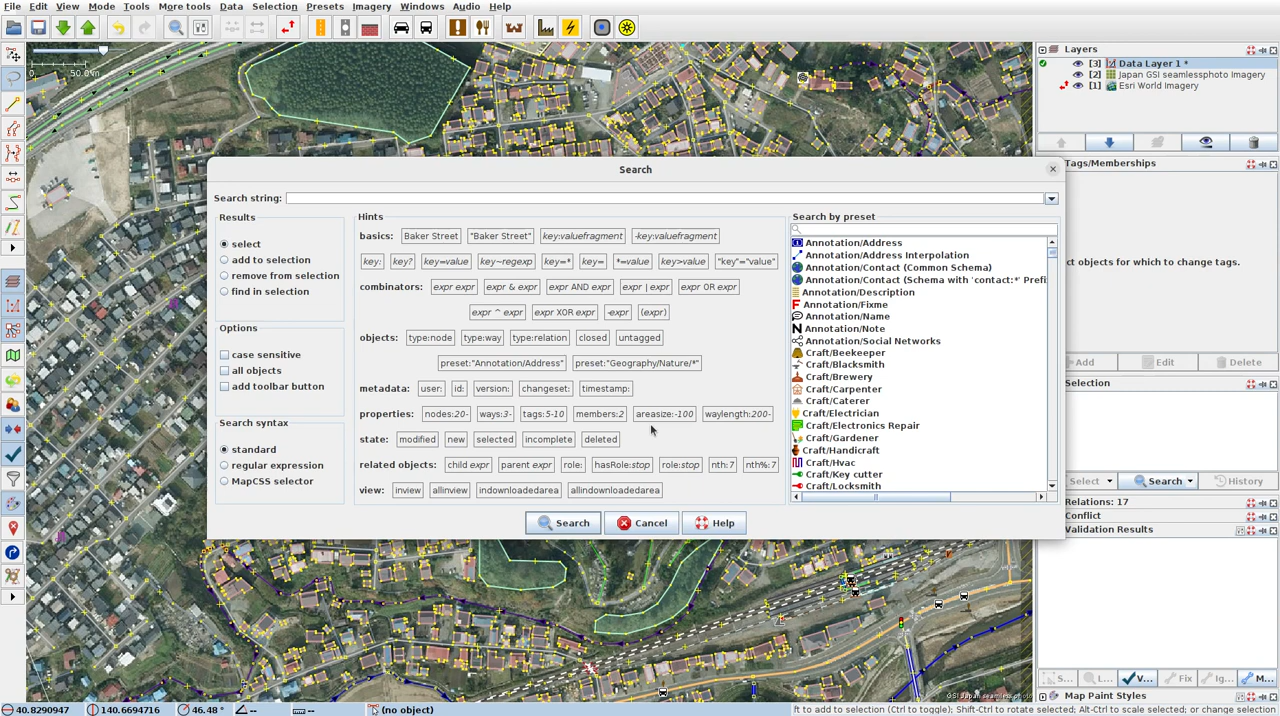 File Edit View Mode Tools More tools Data Selection Presets Imagery Windows Audio Help
0 50.0 m
Layers
[3] Data Layer 1 *
[2] Japan GSI seamlessphoto Imagery
[1] Esri World Imagery
Tags/Memberships
ct objects for which to change tags.
Add Edit Delete
Selection
Select Search History
Relations: 17
Conflict
Validation Results
S... L... V... Fix Ig... M...
Map Paint Styles
Search
Search string:
Results
select
add to selection
remove from selection
find in selection
Options
case sensitive
all objects
add toolbar button
Search syntax
standard
regular expression
MapCSS selector
Hints
basics: Baker Street "Baker Street" key:valuefragment -key:valuefragment
key: key? key=value key~regexp key=* key= *=value key>value "key"="value"
combinators: expr expr expr & expr expr AND expr expr | expr expr OR expr
expr ^ expr expr XOR expr -expr (expr)
objects: type:node type:way type:relation closed untagged
preset:"Annotation/Address" preset:"Geography/Nature/*"
metadata: user: id: version: changeset: timestamp:
properties: nodes:20- ways:3- tags:5-10 members:2 areasize:-100 waylength:200-
state: modified new selected incomplete deleted
related objects: child expr parent expr role: hasRole:stop role:stop nth:7 nth%:7
view: inview allinview indownloadedarea allindownloadedarea
Search by preset
Annotation/Address
Annotation/Address Interpolation
Annotation/Contact (Common Schema)
Annotation/Contact (Schema with 'contact:*' Prefi
Annotation/Description
Annotation/Fixme
Annotation/Name
Annotation/Note
Annotation/Social Networks
Craft/Beekeeper
Craft/Blacksmith
Craft/Brewery
Craft/Carpenter
Craft/Caterer
Craft/Electrician
Craft/Electronics Repair
Craft/Gardener
Craft/Handicraft
Craft/Hvac
Craft/Key cutter
Craft/Locksmith
Search Cancel Help
GSI Japan seamless photo
40.8290947 140.6694716 46.48 ° -- -- (no object) ft to add to selection (Ctrl to toggle); Shift-Ctrl to rotate selected; Alt-Ctrl to scale selected; or change selection